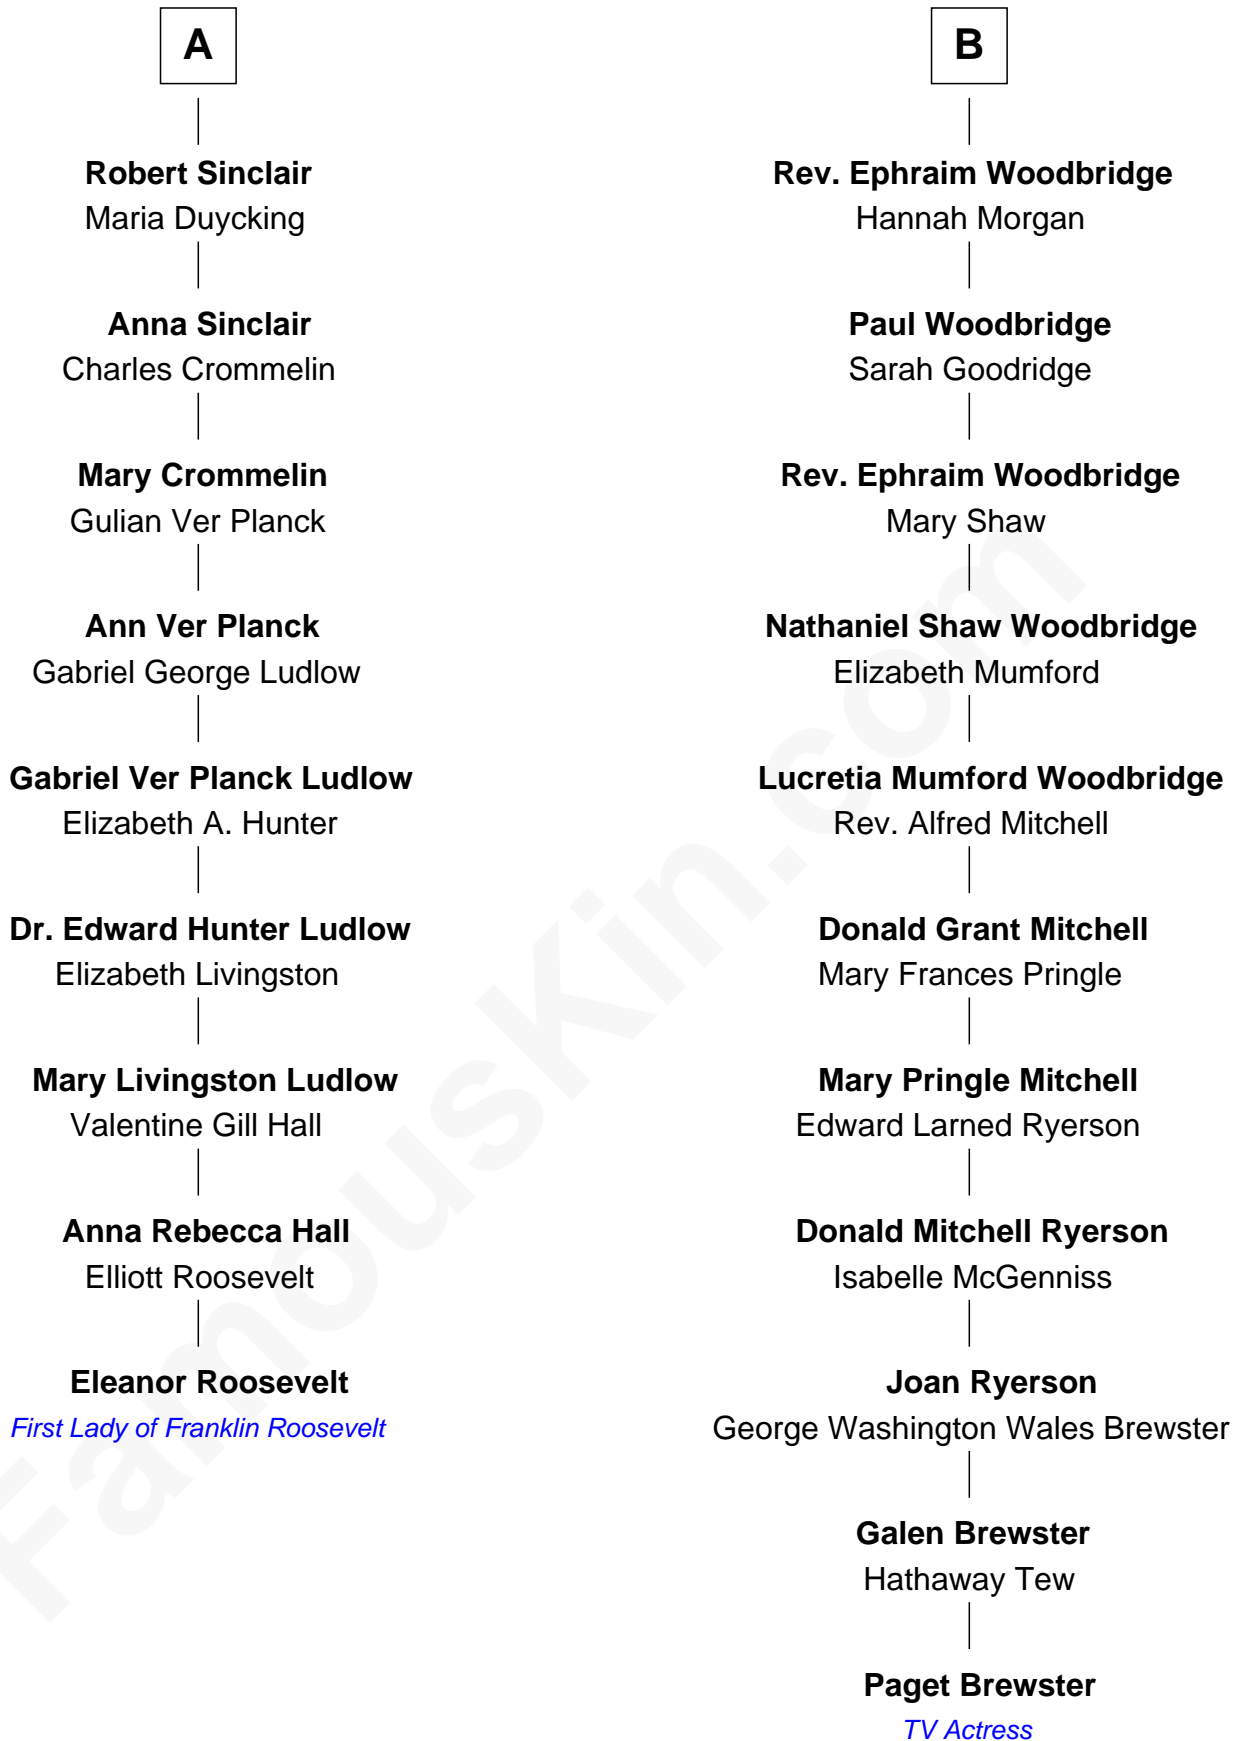 A
Robert Sinclair
Maria Duycking
Anna Sinclair
Charles Crommelin
Mary Crommelin
Gulian Ver Planck
Ann Ver Planck
Gabriel George Ludlow
Gabriel Ver Planck Ludlow
Elizabeth A. Hunter
Dr. Edward Hunter Ludlow
Elizabeth Livingston
Mary Livingston Ludlow
Valentine Gill Hall
Anna Rebecca Hall
Elliott Roosevelt
Eleanor Roosevelt
First Lady of Franklin Roosevelt
B
Rev. Ephraim Woodbridge
Hannah Morgan
Paul Woodbridge
Sarah Goodridge
Rev. Ephraim Woodbridge
Mary Shaw
Nathaniel Shaw Woodbridge
Elizabeth Mumford
Lucretia Mumford Woodbridge
Rev. Alfred Mitchell
Donald Grant Mitchell
Mary Frances Pringle
Mary Pringle Mitchell
Edward Larned Ryerson
Donald Mitchell Ryerson
Isabelle McGenniss
Joan Ryerson
George Washington Wales Brewster
Galen Brewster
Hathaway Tew
Paget Brewster
TV Actress
FamousKin.com